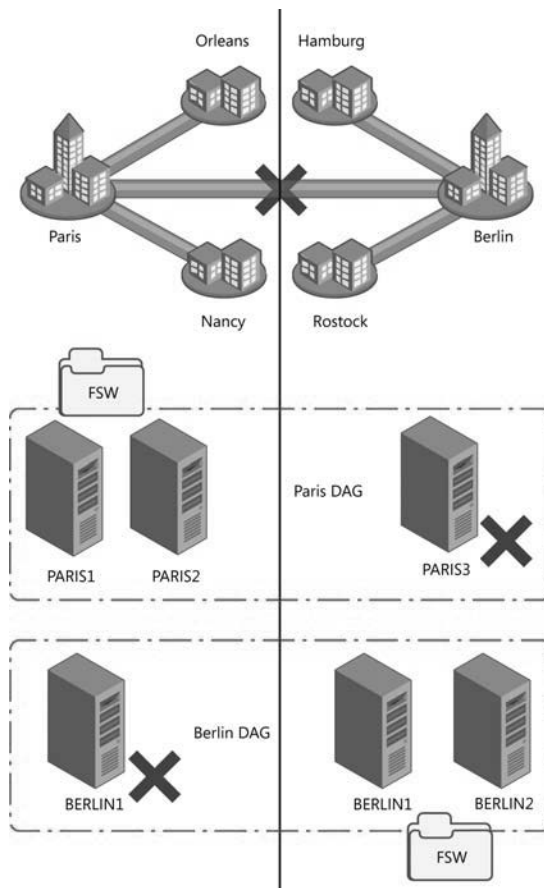 Orleans
Hamburg
Paris
Berlin
Nancy
Rostock
FSW
Paris DAG
PARIS1
PARIS2
PARIS3
Berlin DAG
BERLIN1
BERLIN1
BERLIN2
FSW